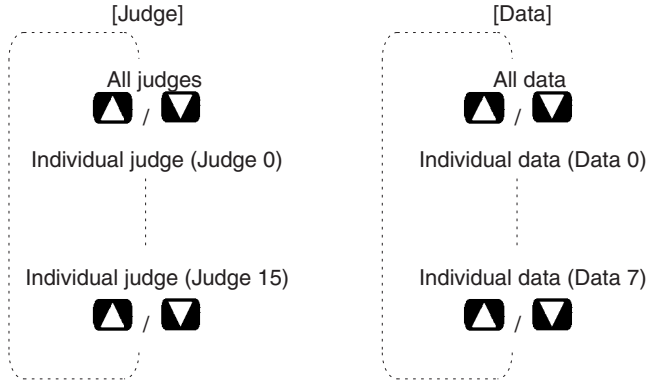 [Judge]
All judges
/
Individual judge (Judge 0)
Individual judge (Judge 15)
/
[Data]
All data
/
Individual data (Data 0)
Individual data (Data 7)
/